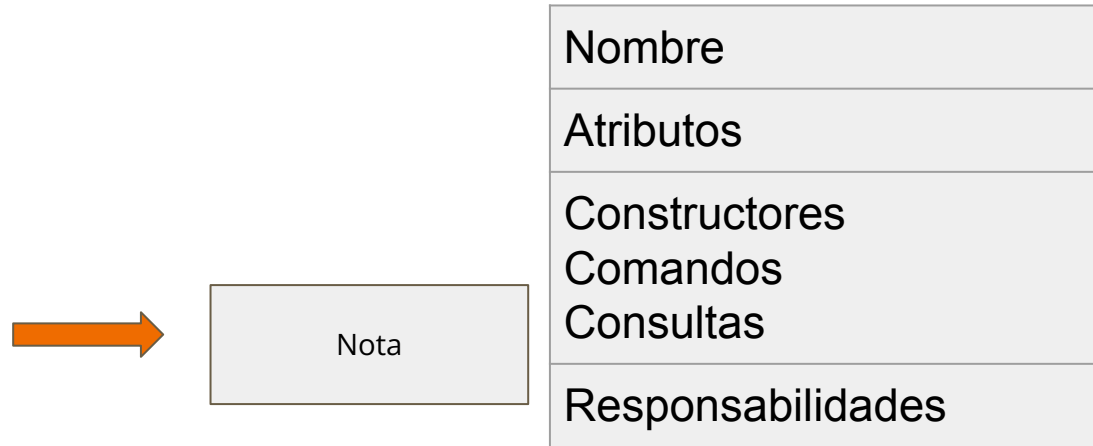 Nombre
Atributos
Constructores
Comandos
Consultas
Nota
Responsabilidades